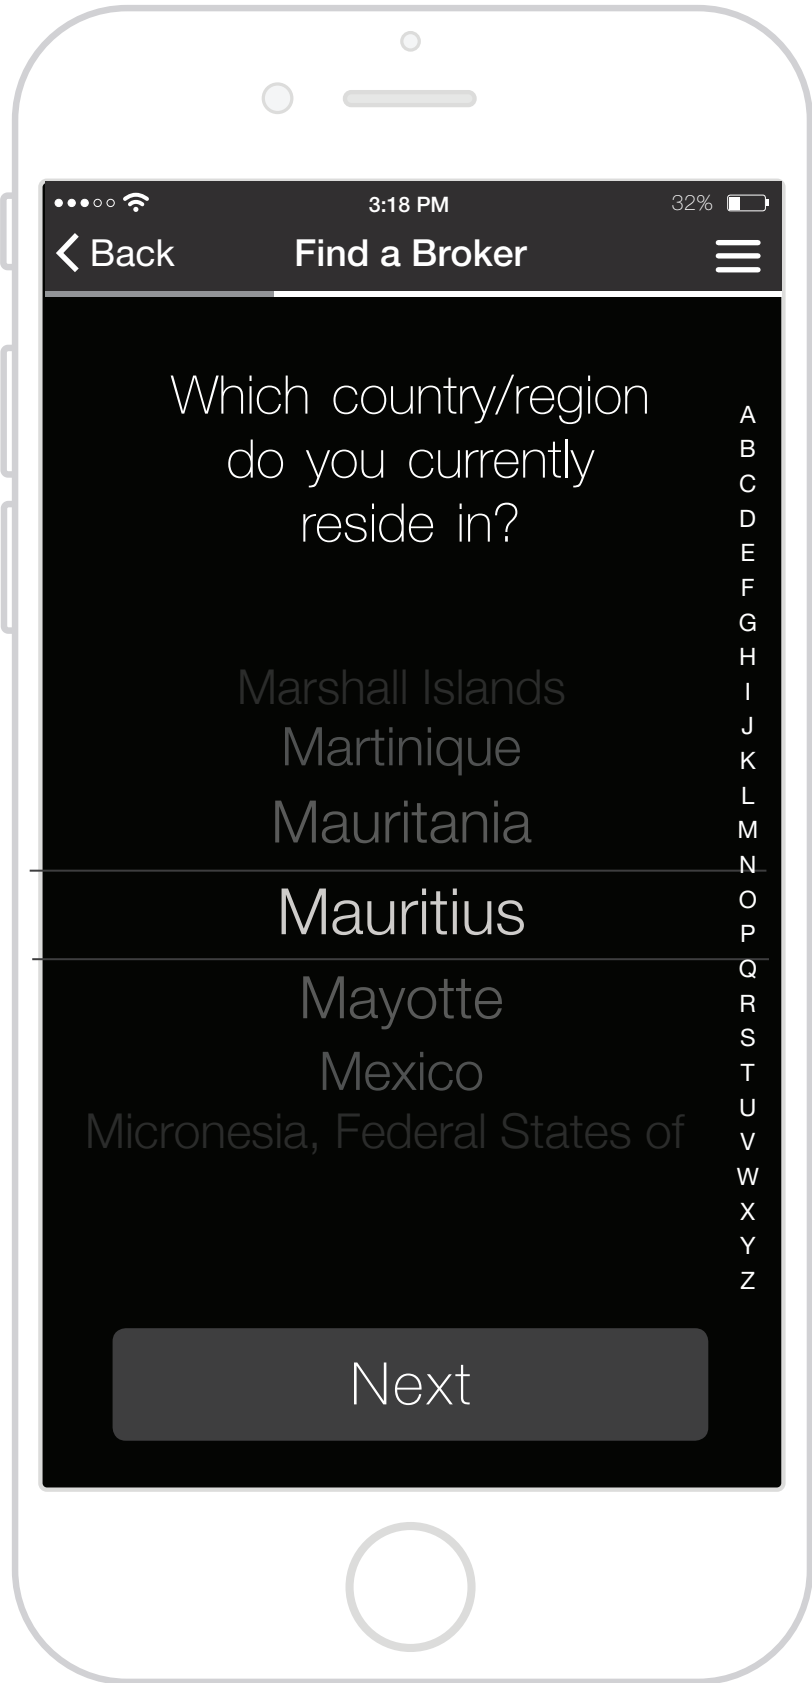 3:18 PM
32%
Back
Find a Broker
Which country/region
do you currently
reside in?
Marshall Islands
Martinique
Mauritania
Mauritius
Mayotte
Mexico
Micronesia, Federal States of
A
B
C
D
E
F
G
H
I
J
K
L
M
N
O
P
Q
R
S
T
U
V
W
X
Y
Z
Next